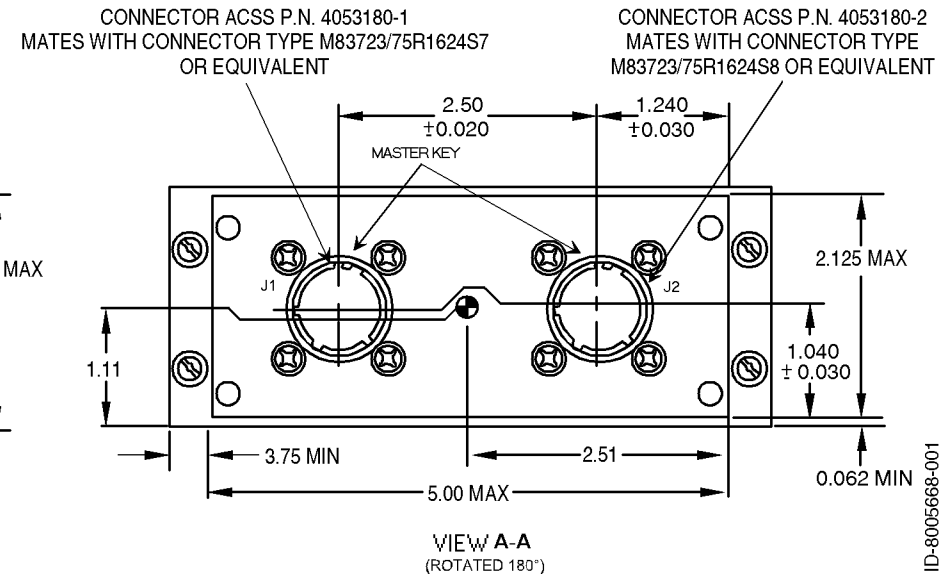 CONNECTOR ACSS P.N. 4053180-1
MATES WITH CONNECTOR TYPE M83723/75R1624S7
OR EQUIVALENT
CONNECTOR ACSS P.N. 4053180-2
MATES WITH CONNECTOR TYPE
M83723/75R1624S8 OR EQUIVALENT
2.50
±0.020
1.240
±0.030
MASTER KEY
MAX
J1
J2
2.125 MAX
1.11
1.040
± 0.030
3.75 MIN
2.51
0.062 MIN
5.00 MAX
VIEW A-A
(ROTATED 180°)
ID-8005668-001